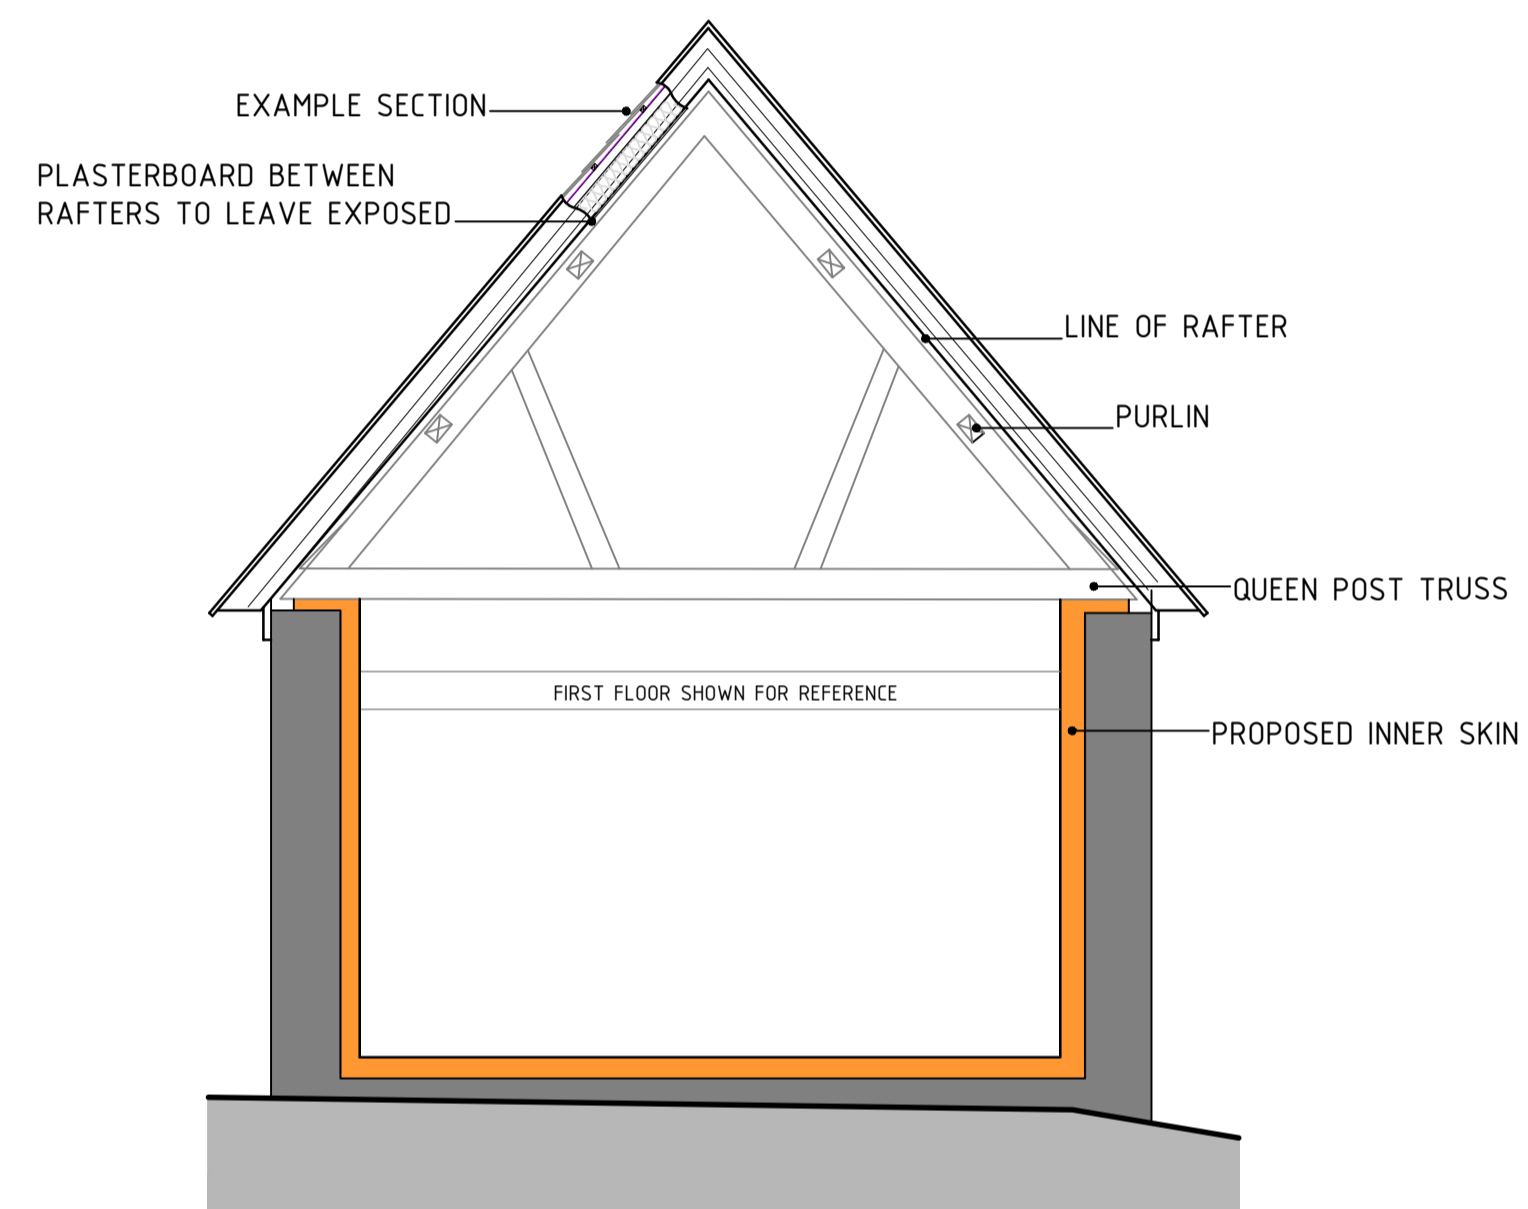 EXAMPLE SECTION
PLASTERBOARD BETWEEN
RAFTERS TO LEAVE EXPOSED
LINE OF RAFTER
PURLIN
QUEEN POST TRUSS
FIRST FLOOR SHOWN FOR REFERENCE
PROPOSED INNER SKIN